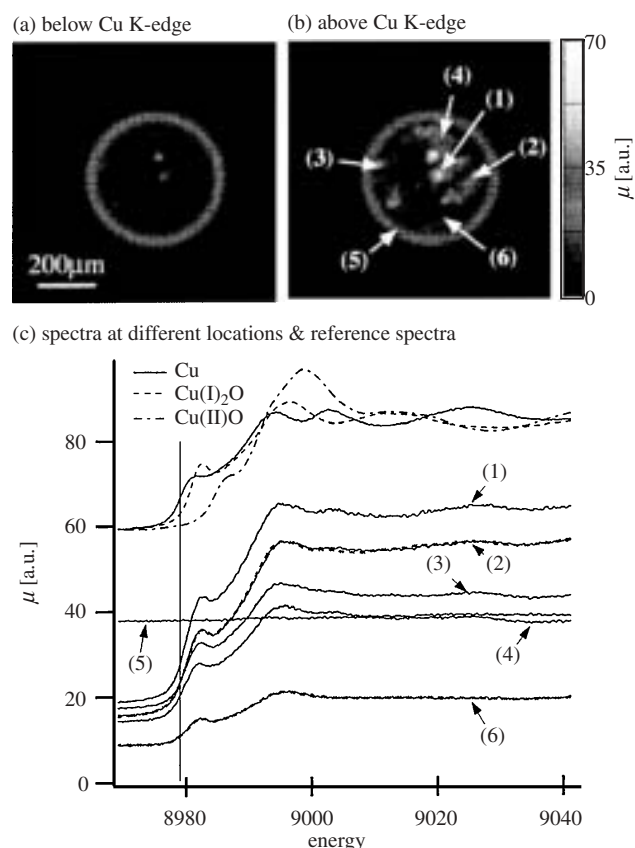 (a) below Cu K-edge
(b) above Cu K-edge
200μm
(1)
(2)
(3)
(4)
(5)
(6)
70
35
0
μ [a.u.]
(c) spectra at different locations & reference spectra
Cu
Cu(I)₂O
Cu(II)O
80
60
40
20
0
μ [a.u.]
(1)
(2)
(3)
(4)
(5)
(6)
8980
9000
9020
9040
energy